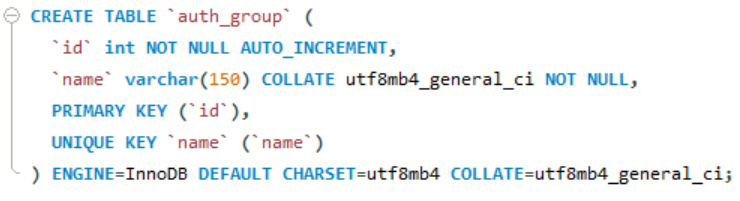 CREATE TABLE `auth_group` (
  `id` int NOT NULL AUTO_INCREMENT,
  `name` varchar(150) COLLATE utf8mb4_general_ci NOT NULL,
  PRIMARY KEY (`id`),
  UNIQUE KEY `name` (`name`)
) ENGINE=InnoDB DEFAULT CHARSET=utf8mb4 COLLATE=utf8mb4_general_ci;